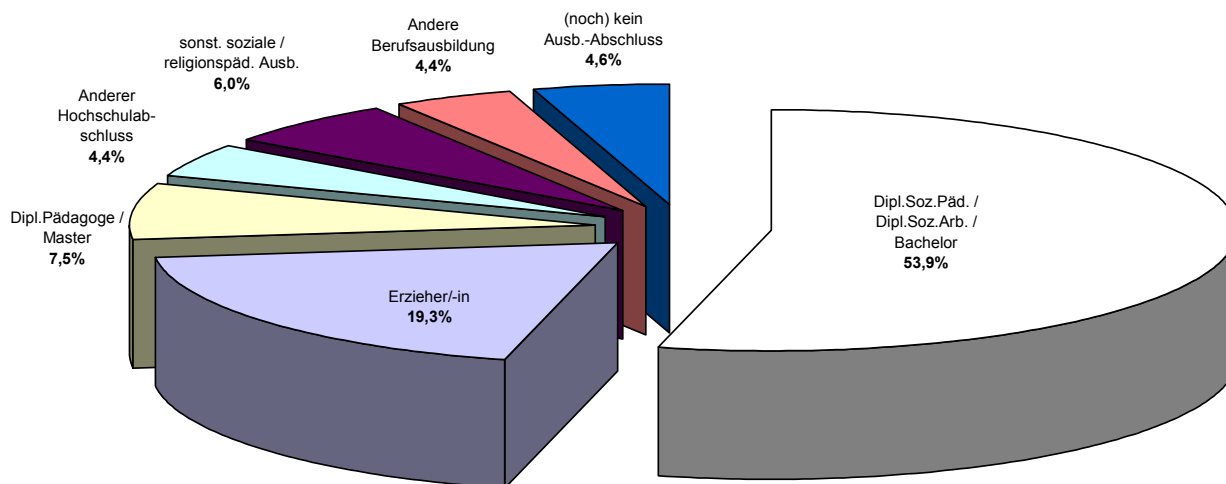 (noch) kein
Ausb.-Abschluss
4,6%
Andere
Berufsausbildung
4,4%
sonst. soziale /
religionspäd. Ausb.
6,0%
Anderer
Hochschulab-
schluss
4,4%
Dipl.Pädagoge /
Master
7,5%
Erzieher/-in
19,3%
Dipl.Soz.Päd. /
Dipl.Soz.Arb. /
Bachelor
53,9%